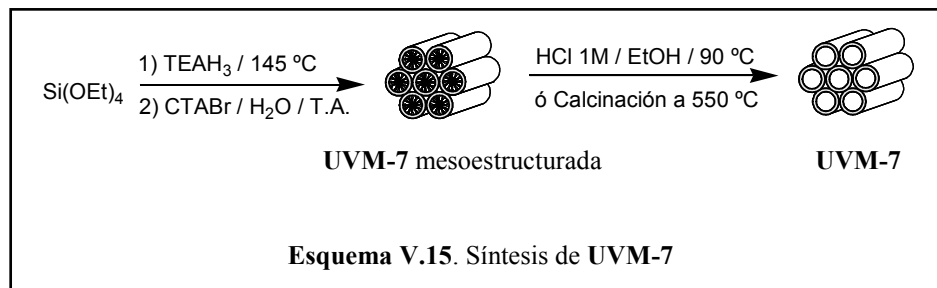 Si(OEt)4
1) TEAH3 / 145 ºC
2) CTABr / H2O / T.A.
HCl 1M / EtOH / 90 ºC
ó Calcinación a 550 ºC
UVM-7 mesoestructurada
UVM-7
Esquema V.15. Síntesis de UVM-7